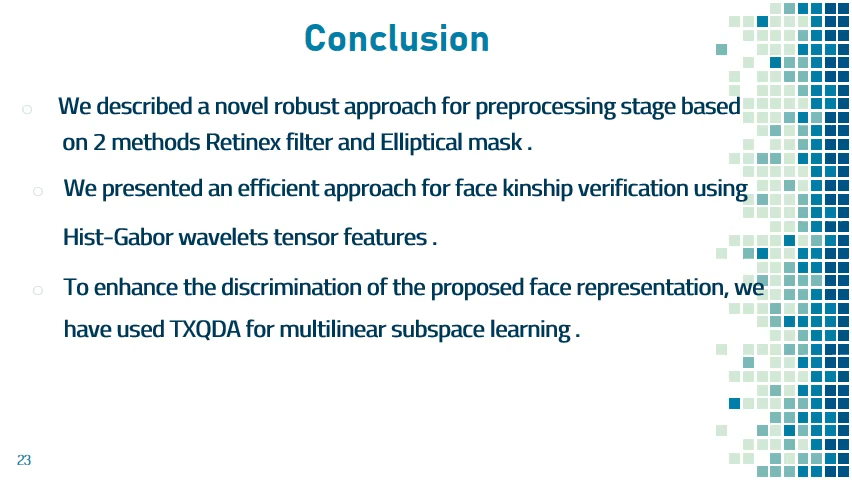 Conclusion
We described a novel robust approach for preprocessing stage based
on 2 methods Retinex filter and Elliptical mask .
We presented an efficient approach for face kinship verification using
Hist-Gabor wavelets tensor features .
To enhance the discrimination of the proposed face representation, we
have used TXQDA for multilinear subspace learning .
23